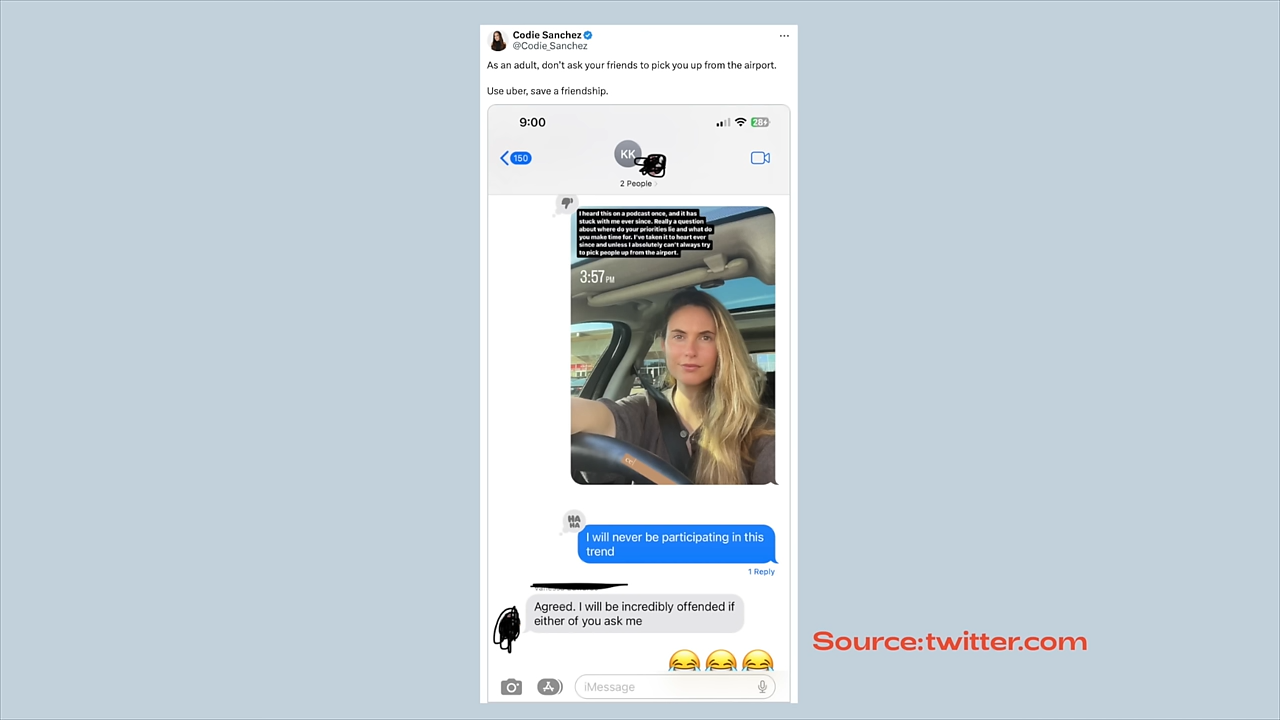 Codie Sanchez
@Codie_Sanchez
As an adult, don't ask your friends to pick you up from the airport.
Use uber, save a friendship.
9:00
28
150
KK
2 People
I heard this on a podcast once, and it has
stuck with me ever since. Really a question
about where do your priorities lie and what do
you make time for. I've taken it to heart ever
since and unless I absolutely can't always try
to pick people up from the airport.
3:57 PM
HA
HA
I will never be participating in this
trend
1 Reply
Agreed. I will be incredibly offended if
either of you ask me
iMessage
Source:twitter.com